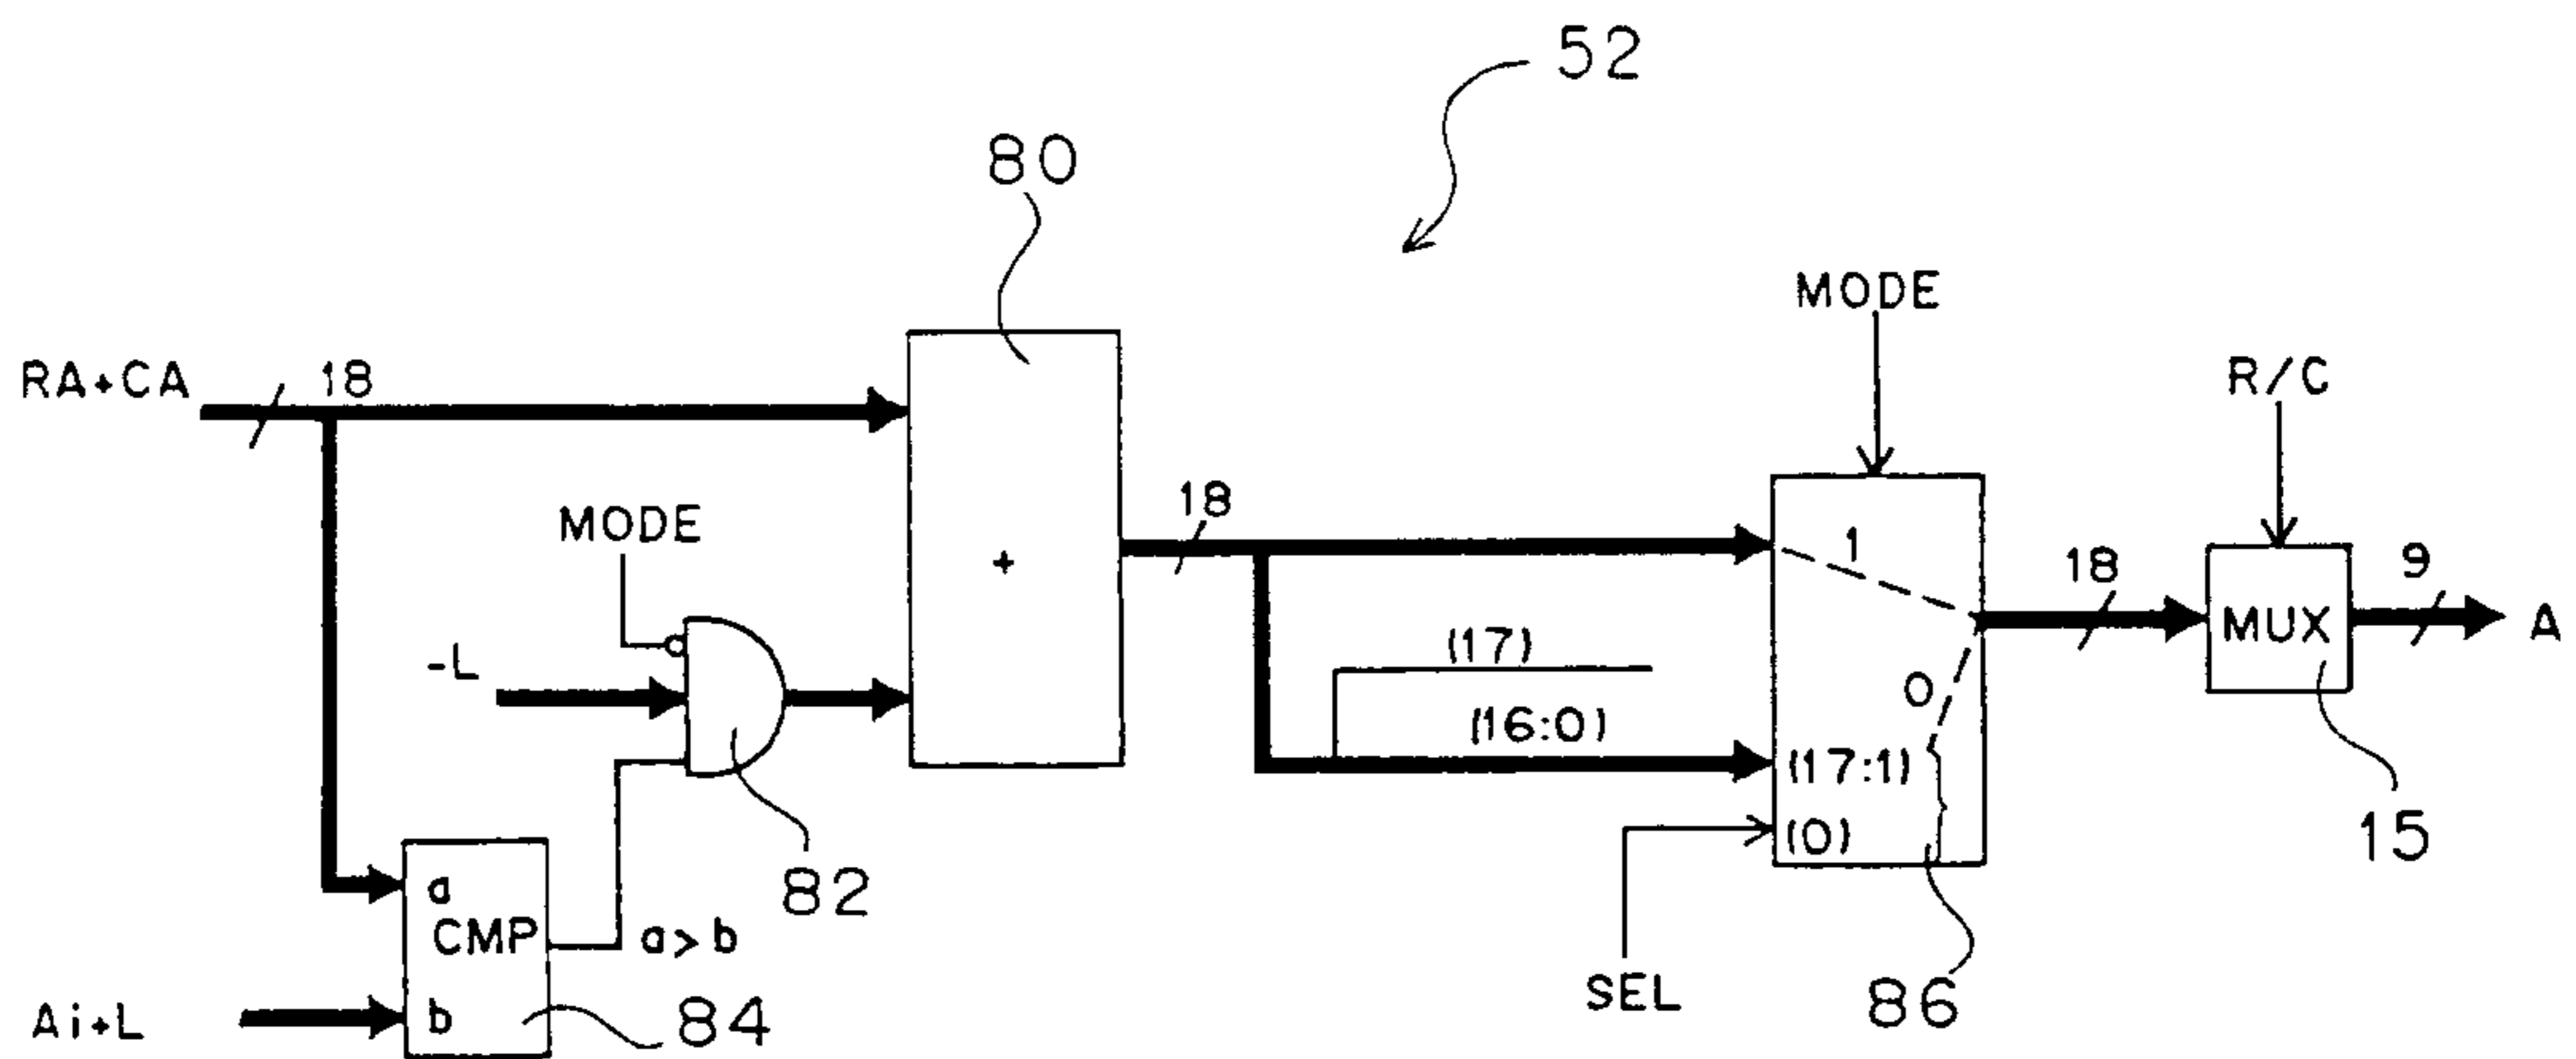 52
80
MODE
RA+CA
18
R/C
MODE
18
1
18
9
+
(17)
MUX
A
-L
0
(16:0)
(17:1)
82
(0)
15
a
CMP
a>b
SEL
86
Ai+L
b
84